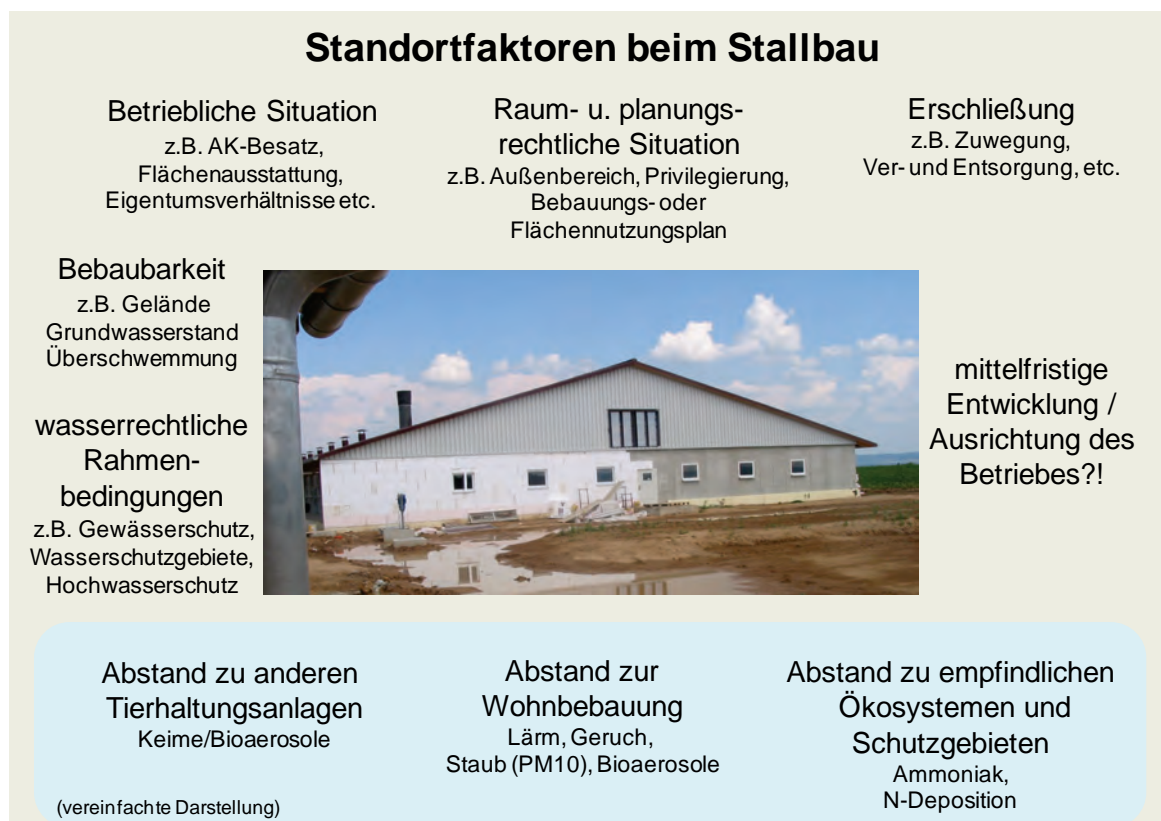 Standortfaktoren beim Stallbau
Betriebliche Situation
z.B. AK-Besatz,
Flächenausstattung,
Eigentumsverhältnisse etc.
Raum- u. planungs-
rechtliche Situation
z.B. Außenbereich, Privilegierung,
Bebauungs- oder
Flächennutzungsplan
Erschließung
z.B. Zuwegung,
Ver- und Entsorgung, etc.
Bebaubarkeit
z.B. Gelände
Grundwasserstand
Überschwemmung
wasserrechtliche
Rahmen-
bedingungen
z.B. Gewässerschutz,
Wasserschutzgebiete,
Hochwasserschutz
mittelfristige
Entwicklung /
Ausrichtung des
Betriebes?!
Abstand zu anderen
Tierhaltungsanlagen
Keime/Bioaerosole
Abstand zur
Wohnbebauung
Lärm, Geruch,
Staub (PM10), Bioaerosole
Abstand zu empfindlichen
Ökosystemen und
Schutzgebieten
Ammoniak,
N-Deposition
(vereinfachte Darstellung)